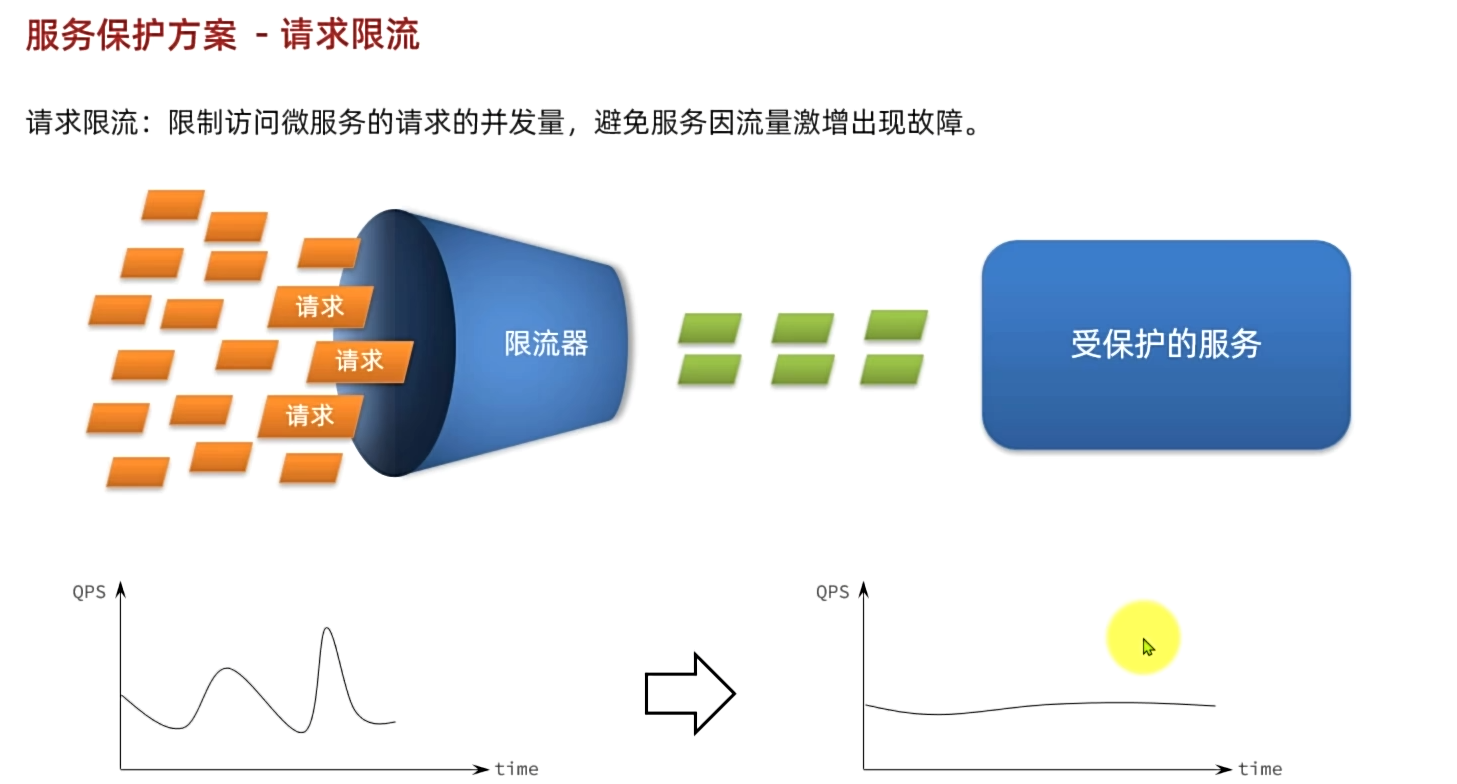 服务保护方案 - 请求限流
请求限流：限制访问微服务的请求的并发量，避免服务因流量激增出现故障。
请求
请求
请求
限流器
受保护的服务
QPS
time
QPS
time